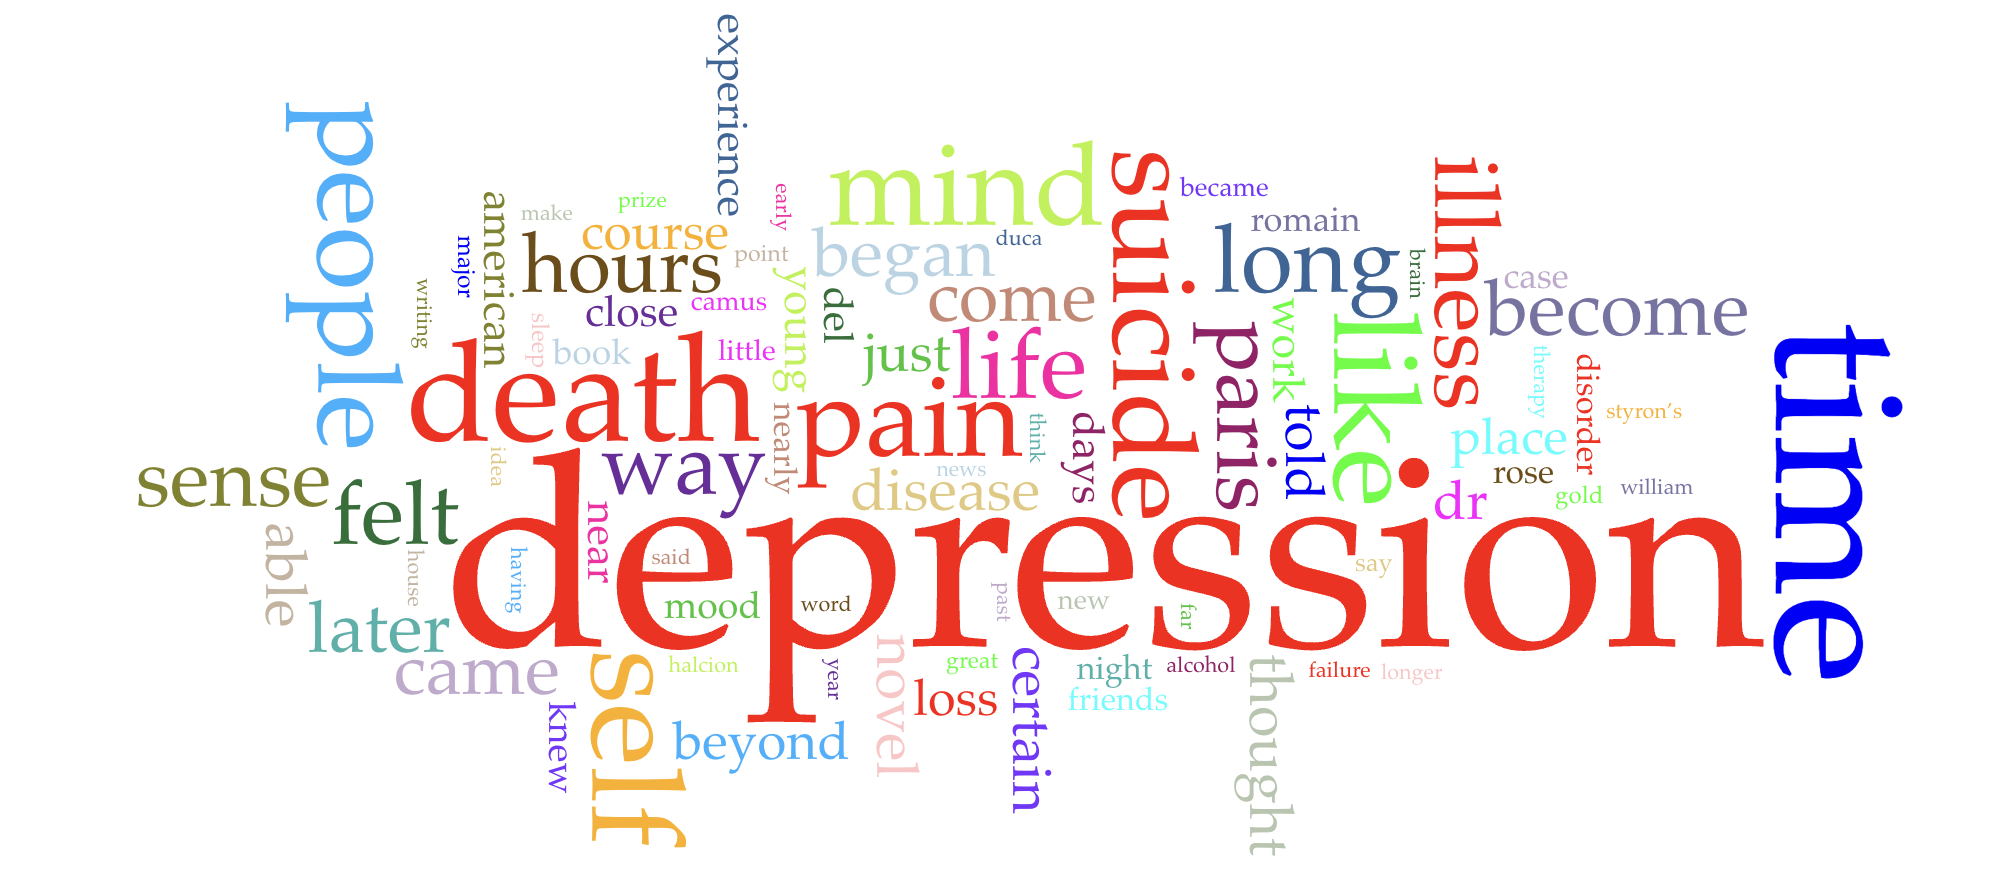 experience
people
mind
suicide
illness
became
early
prize
american
make
course
romain
long
hours
began
duca
point
major
brain
case
become
young
come
writing
close
camus
del
work
like
paris
time
sleep
book
death
little
just
life
therapy
disorder
pain
nearly
think
days
told
styron's
place
idea
way
sense
news
disease
rose
felt
dr
gold
william
near
depression
able
house
having
said
say
mood
word
past
new
far
later
came
self
halcion
year
novel
great
certain
night
alcohol
thought
failure
longer
loss
friends
knew
beyond